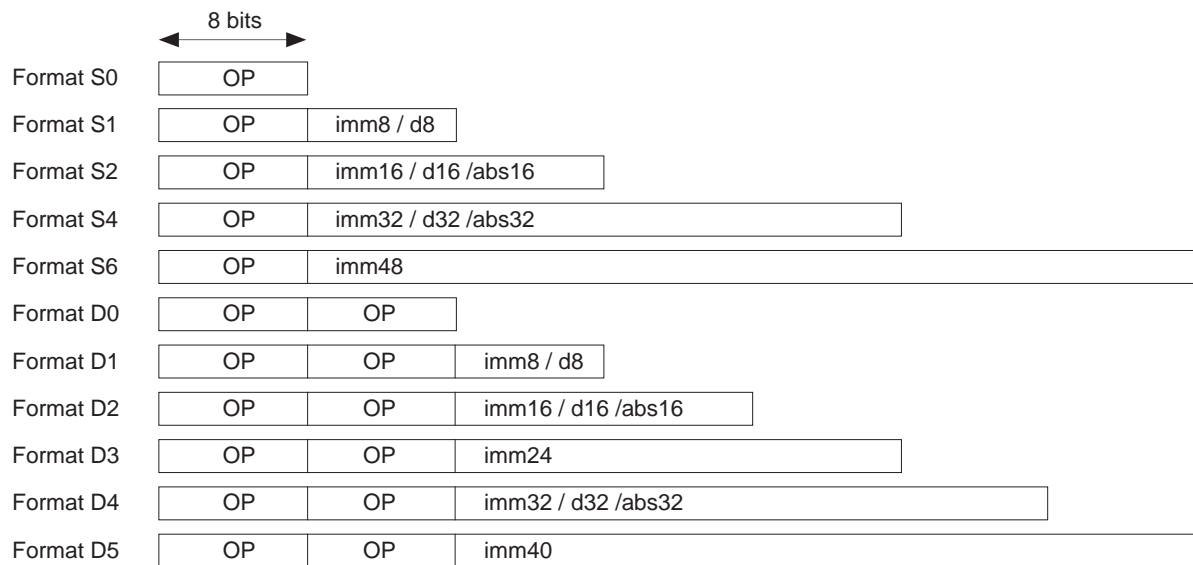 8 bits
Format S0 OP
Format S1 OP imm8 / d8
Format S2 OP imm16 / d16 /abs16
Format S4 OP imm32 / d32 /abs32
Format S6 OP imm48
Format D0 OP OP
Format D1 OP OP imm8 / d8
Format D2 OP OP imm16 / d16 /abs16
Format D3 OP OP imm24
Format D4 OP OP imm32 / d32 /abs32
Format D5 OP OP imm40